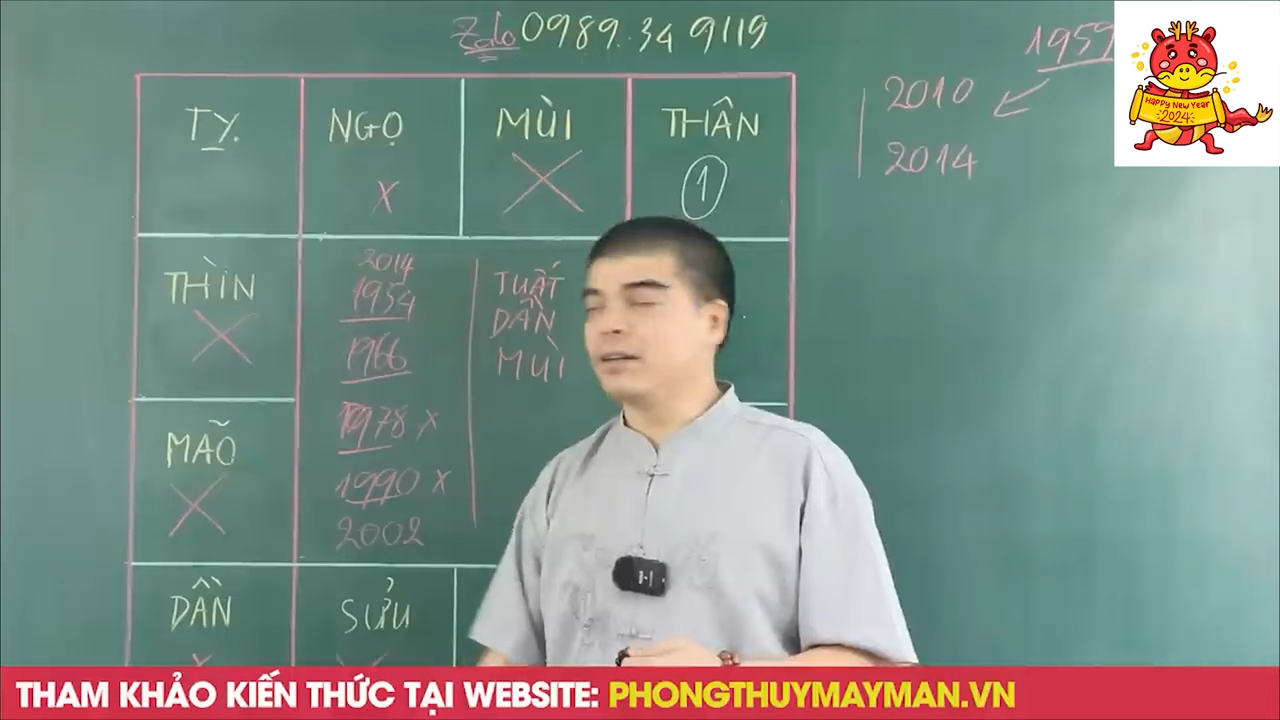 Zalo 0989.34 9119
1959
2010
2014
TỴ
NGỌ
X
MÙI
X
THÂN
1
THÌN
X
2014
1954
1966
1978 X
1990 X
2002
TUẤT
DẦN
MÙI
MÃO
X
DẦN
SỬU
HAPPY NEW YEAR
2024
THAM KHẢO KIẾN THỨC TẠI WEBSITE: PHONGTHUYMAYMAN.VN